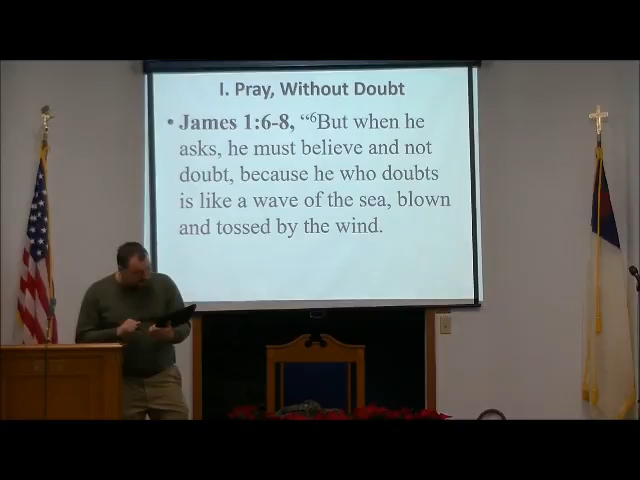 I. Pray, Without Doubt
• James 1:6-8, “⁶But when he
asks, he must believe and not
doubt, because he who doubts
is like a wave of the sea, blown
and tossed by the wind.